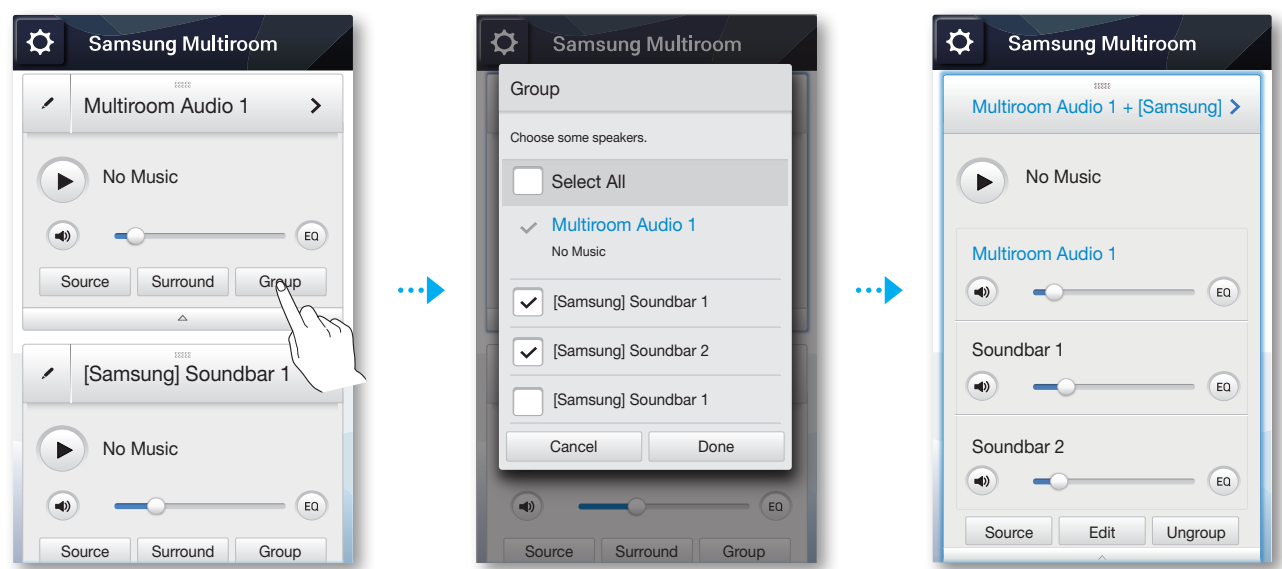 Samsung Multiroom
Multiroom Audio 1
No Music
EQ
Source Surround Group
[Samsung] Soundbar 1
No Music
EQ
Source Surround Group
Samsung Multiroom
Group
Choose some speakers.
Select All
Multiroom Audio 1
No Music
[Samsung] Soundbar 1
[Samsung] Soundbar 2
[Samsung] Soundbar 1
Cancel Done
EQ
Source Surround Group
Samsung Multiroom
Multiroom Audio 1 + [Samsung]
No Music
Multiroom Audio 1
EQ
Soundbar 1
EQ
Soundbar 2
EQ
Source Edit Ungroup